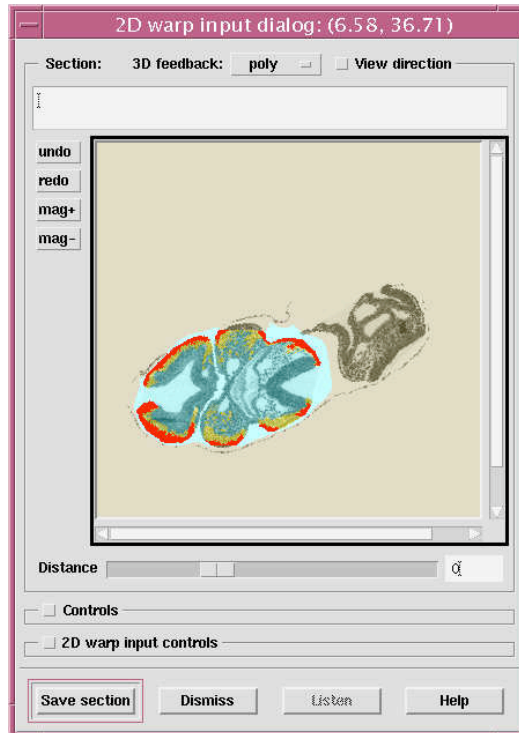 2D warp input dialog: (6.58, 36.71)
Section: 3D feedback: poly View direction
undo
redo
mag+
mag-
Distance 0
Controls
2D warp input controls
Save section Dismiss Listen Help